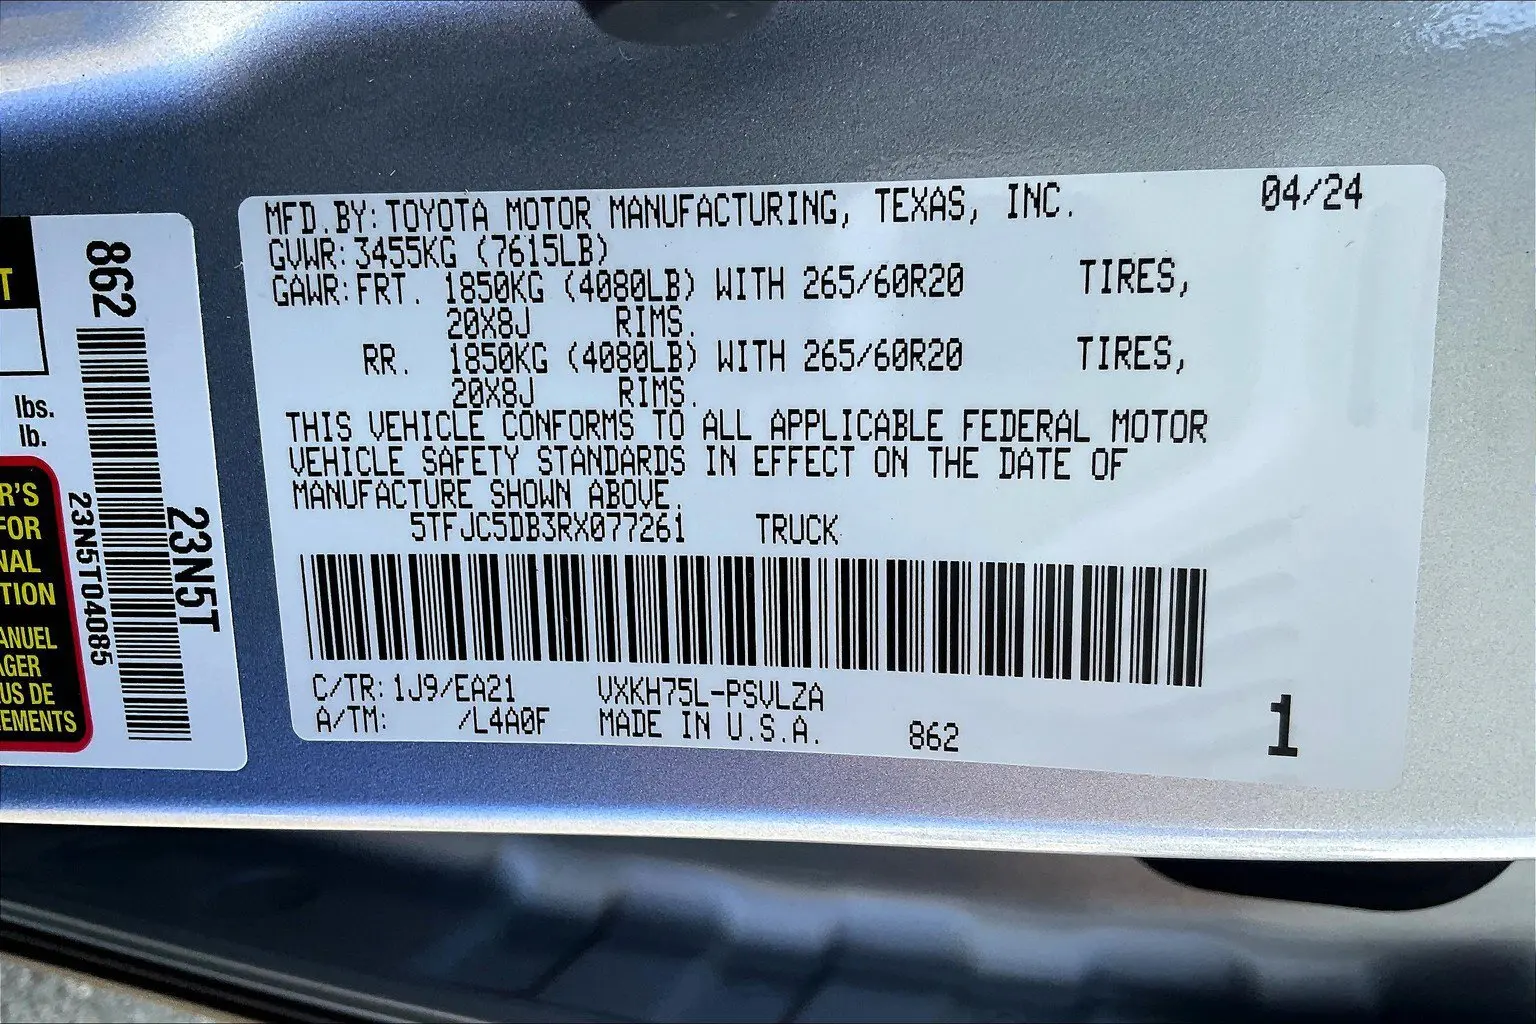 MFD.BY:TOYOTA MOTOR MANUFACTURING, TEXAS, INC. 04/24
GVWR:3455KG (7615LB)
GAWR:FRT. 1850KG (4080LB) WITH 265/60R20 TIRES,
20X8J RIMS.
RR. 1850KG (4080LB) WITH 265/60R20 TIRES,
20X8J RIMS.
THIS VEHICLE CONFORMS TO ALL APPLICABLE FEDERAL MOTOR
VEHICLE SAFETY STANDARDS IN EFFECT ON THE DATE OF
MANUFACTURE SHOWN ABOVE.
5TFJC5DB3RX077261 TRUCK
C/TR:1J9/EA21 VXKH75L-PSVLZA
A/TM: /L4A0F MADE IN U.S.A. 862
1
862
23N5T
23N5T04085
T
lbs.
lb.
R'S
FOR
NAL
TION
ANUEL
AGER
US DE
EMENTS